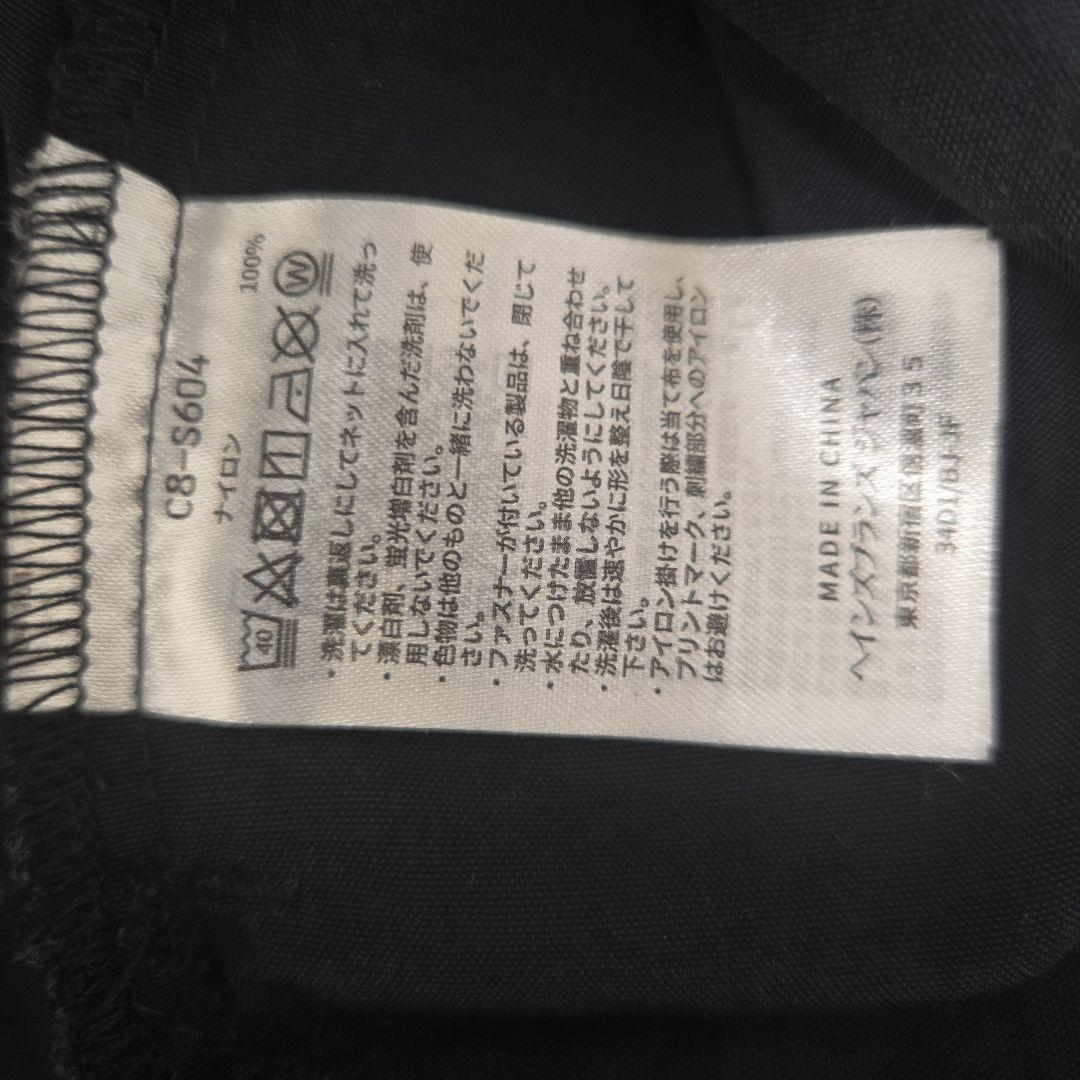 C8-S604
ナイロン 100%
40 W
・洗濯は裏返しにしてネットに入れて洗っ
てください。
・漂白剤、蛍光増白剤を含んだ洗剤は、使
用しないでください。
・色物は他のものと一緒に洗わないでくだ
さい。
・ファスナーが付いている製品は、閉じて
洗ってください。
・水につけたまま他の洗濯物と重ね合わせ
たり、放置しないようにしてください。
・洗濯後は速やかに形を整え日陰で干して
下さい。
・アイロン掛けを行う際は当て布を使用し、
プリントマーク、刺繍部分へのアイロン
はお避けください。
MADE IN CHINA
ヘインズブランズ ジャパン(株)
東京都新宿区信濃町35